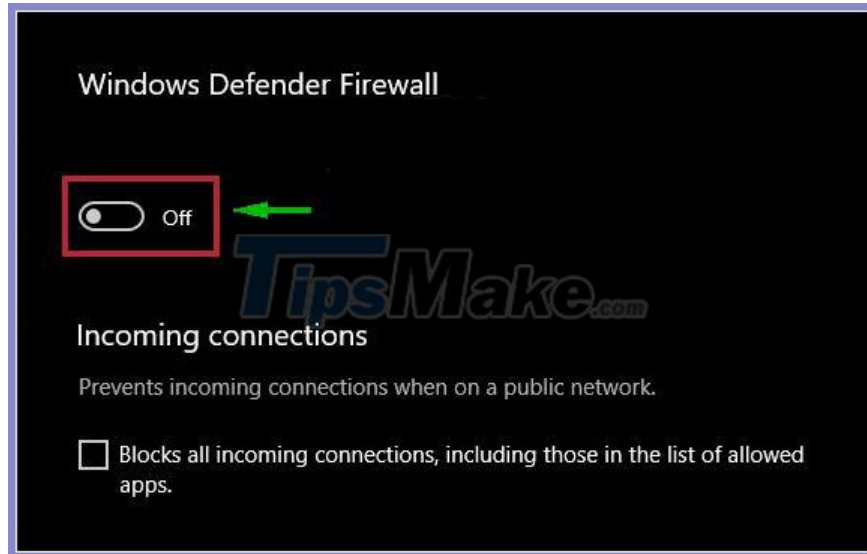 Windows Defender Firewall
Off
TipsMake.com
Incoming connections
Prevents incoming connections when on a public network.
Blocks all incoming connections, including those in the list of allowed
apps.